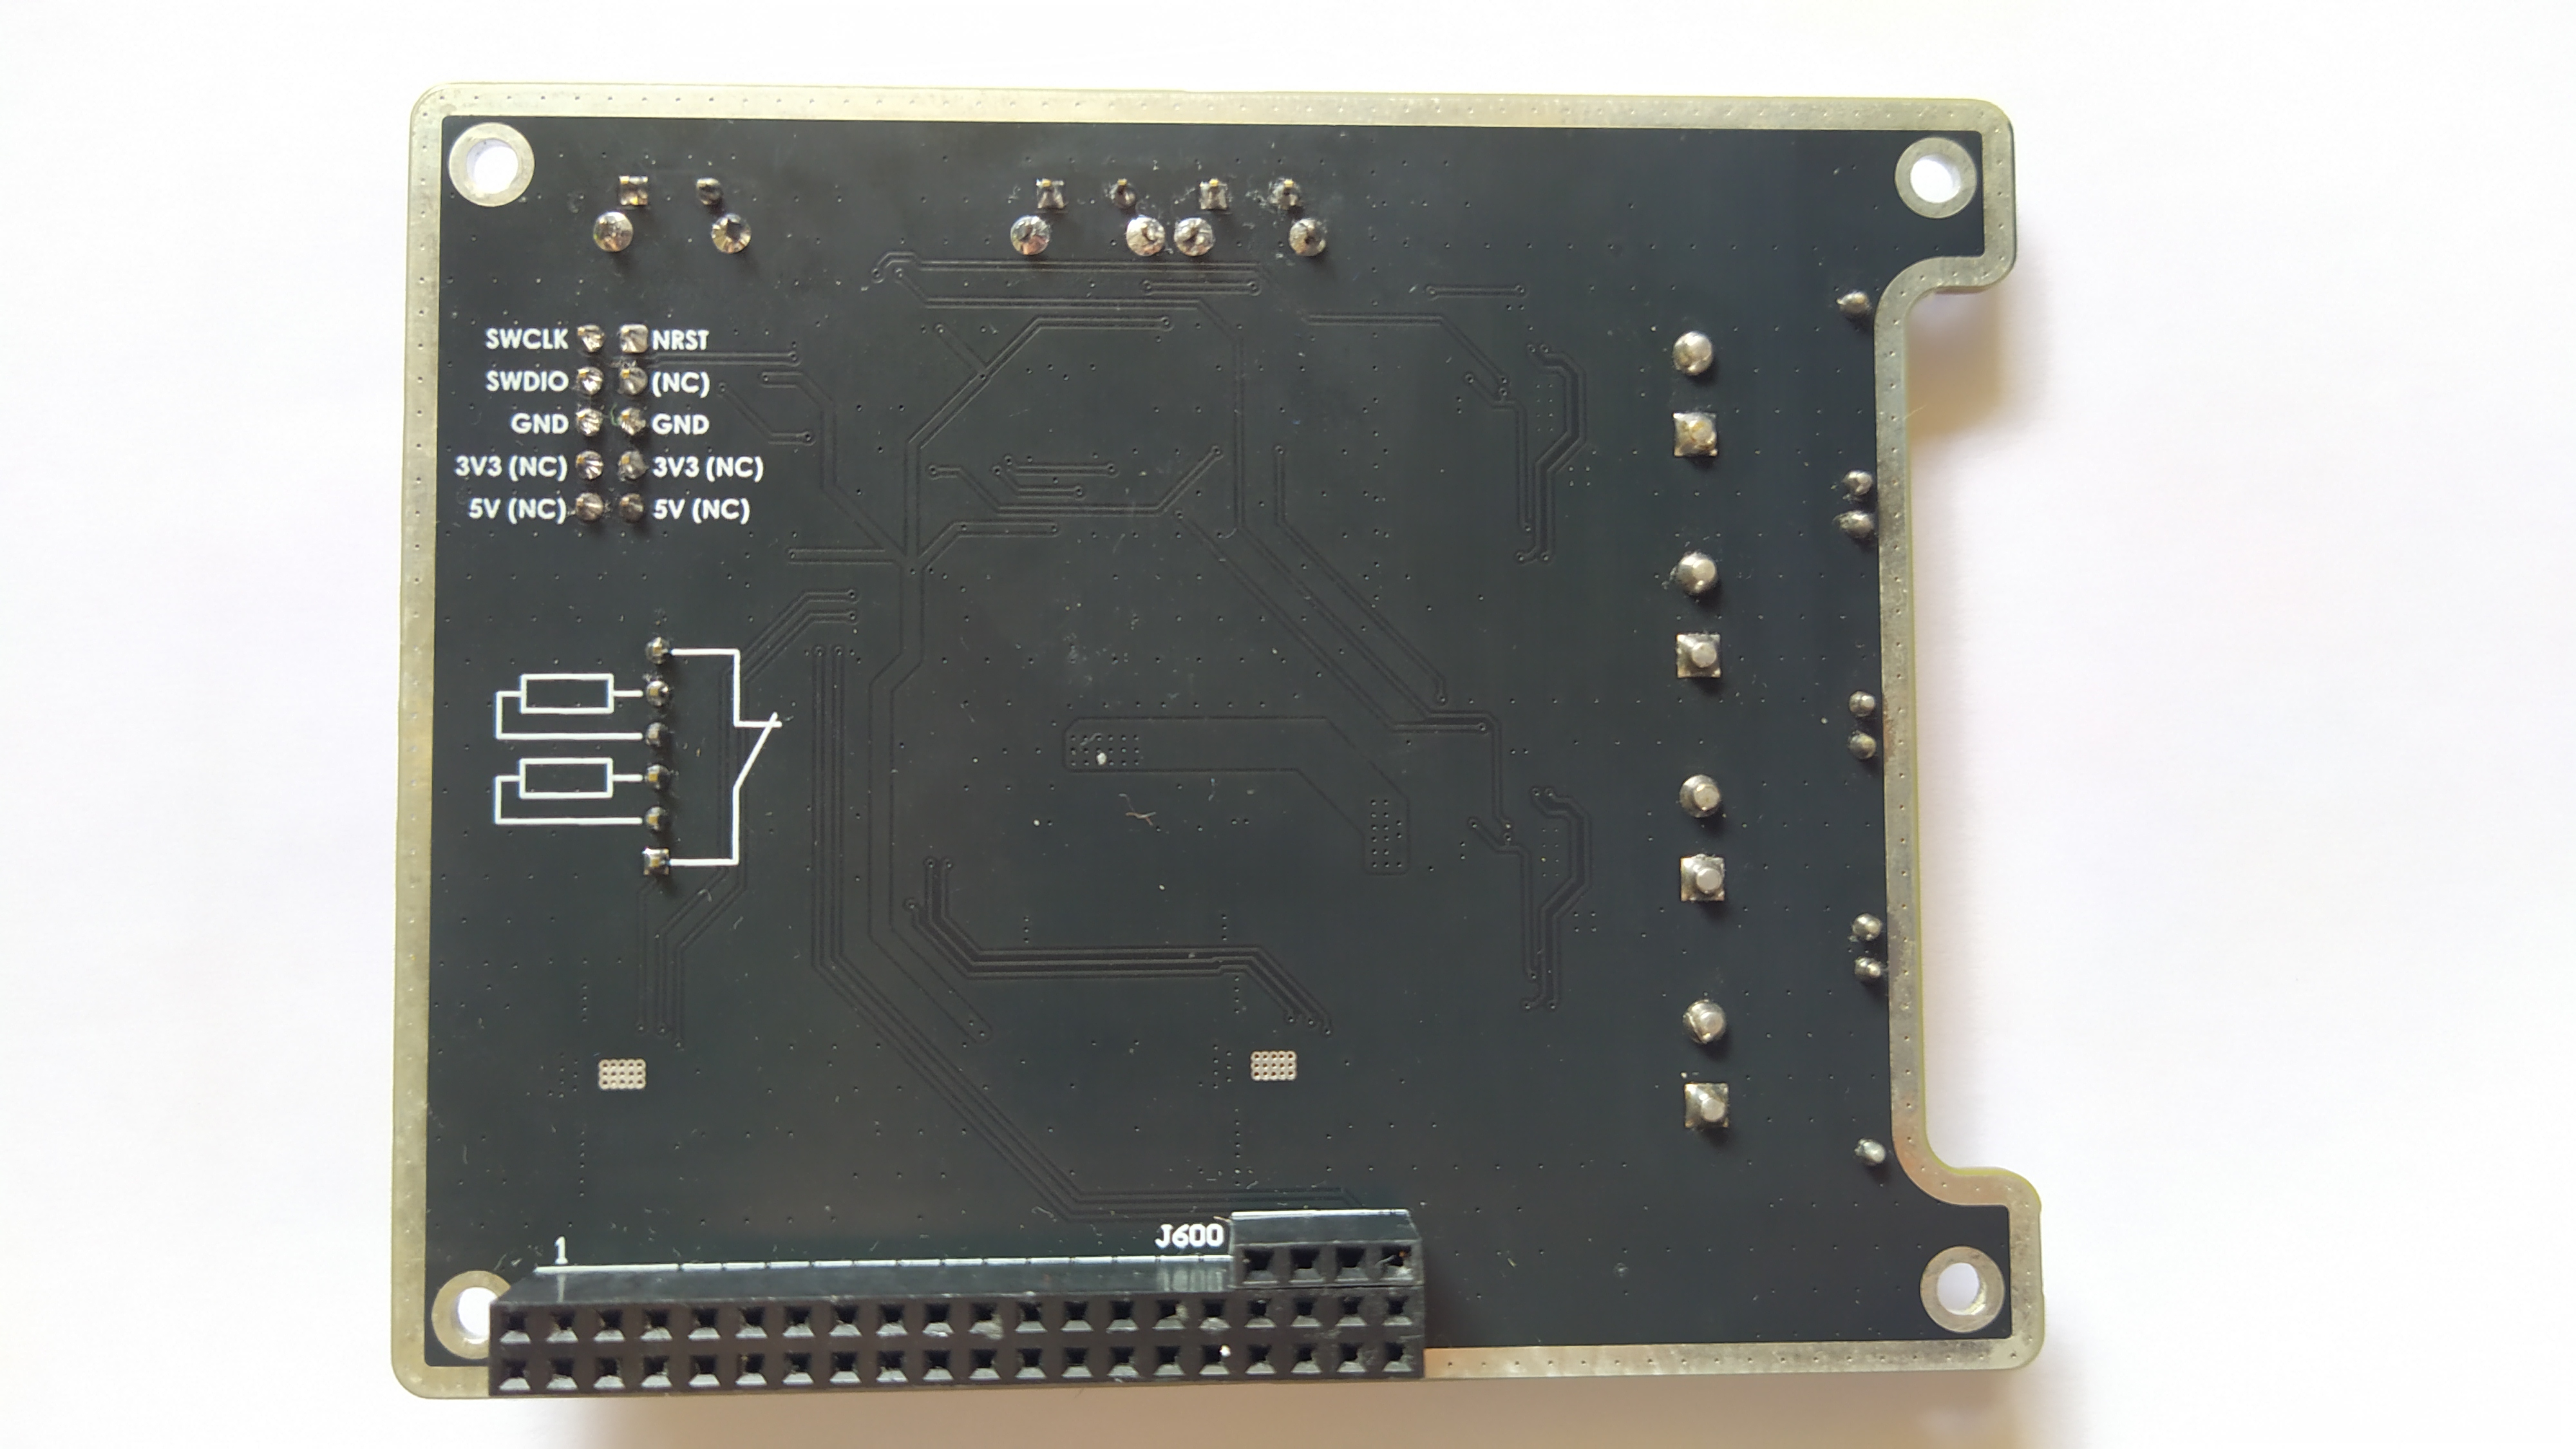 SWCLK NRST
SWDIO (NC)
GND GND
3V3 (NC) 3V3 (NC)
5V (NC) 5V (NC)
J600
1